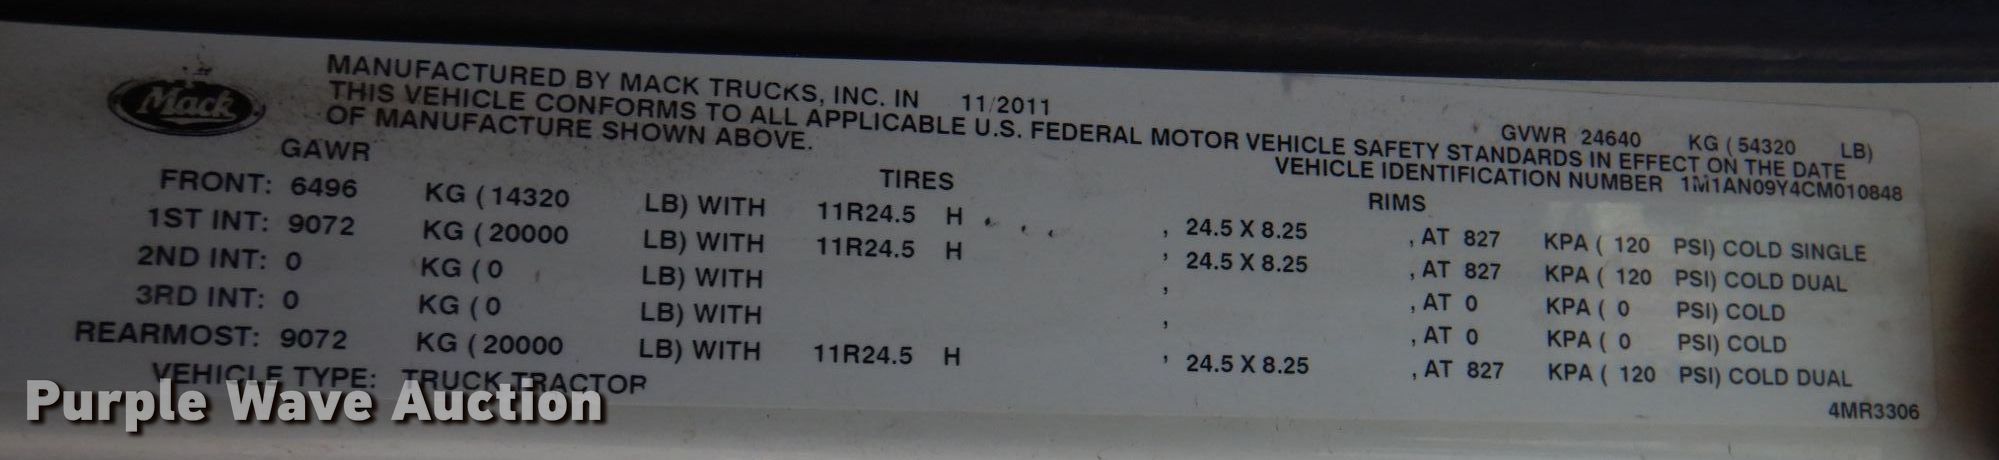 Mack
MANUFACTURED BY MACK TRUCKS, INC. IN 11/2011 GVWR 24640 KG ( 54320 LB)
THIS VEHICLE CONFORMS TO ALL APPLICABLE U.S. FEDERAL MOTOR VEHICLE SAFETY STANDARDS IN EFFECT ON THE DATE
OF MANUFACTURE SHOWN ABOVE. VEHICLE IDENTIFICATION NUMBER 1M1AN09Y4CM010848
GAWR TIRES RIMS
FRONT: 6496 KG ( 14320 LB) WITH 11R24.5 H , 24.5 X 8.25 , AT 827 KPA ( 120 PSI) COLD SINGLE
1ST INT: 9072 KG ( 20000 LB) WITH 11R24.5 H , 24.5 X 8.25 , AT 827 KPA ( 120 PSI) COLD DUAL
2ND INT: 0 KG ( 0 LB) WITH , , AT 0 KPA ( 0 PSI) COLD
3RD INT: 0 KG ( 0 LB) WITH , , AT 0 KPA ( 0 PSI) COLD
REARMOST: 9072 KG ( 20000 LB) WITH 11R24.5 H , 24.5 X 8.25 , AT 827 KPA ( 120 PSI) COLD DUAL
VEHICLE TYPE: TRUCK TRACTOR
4MR3306
Purple Wave Auction